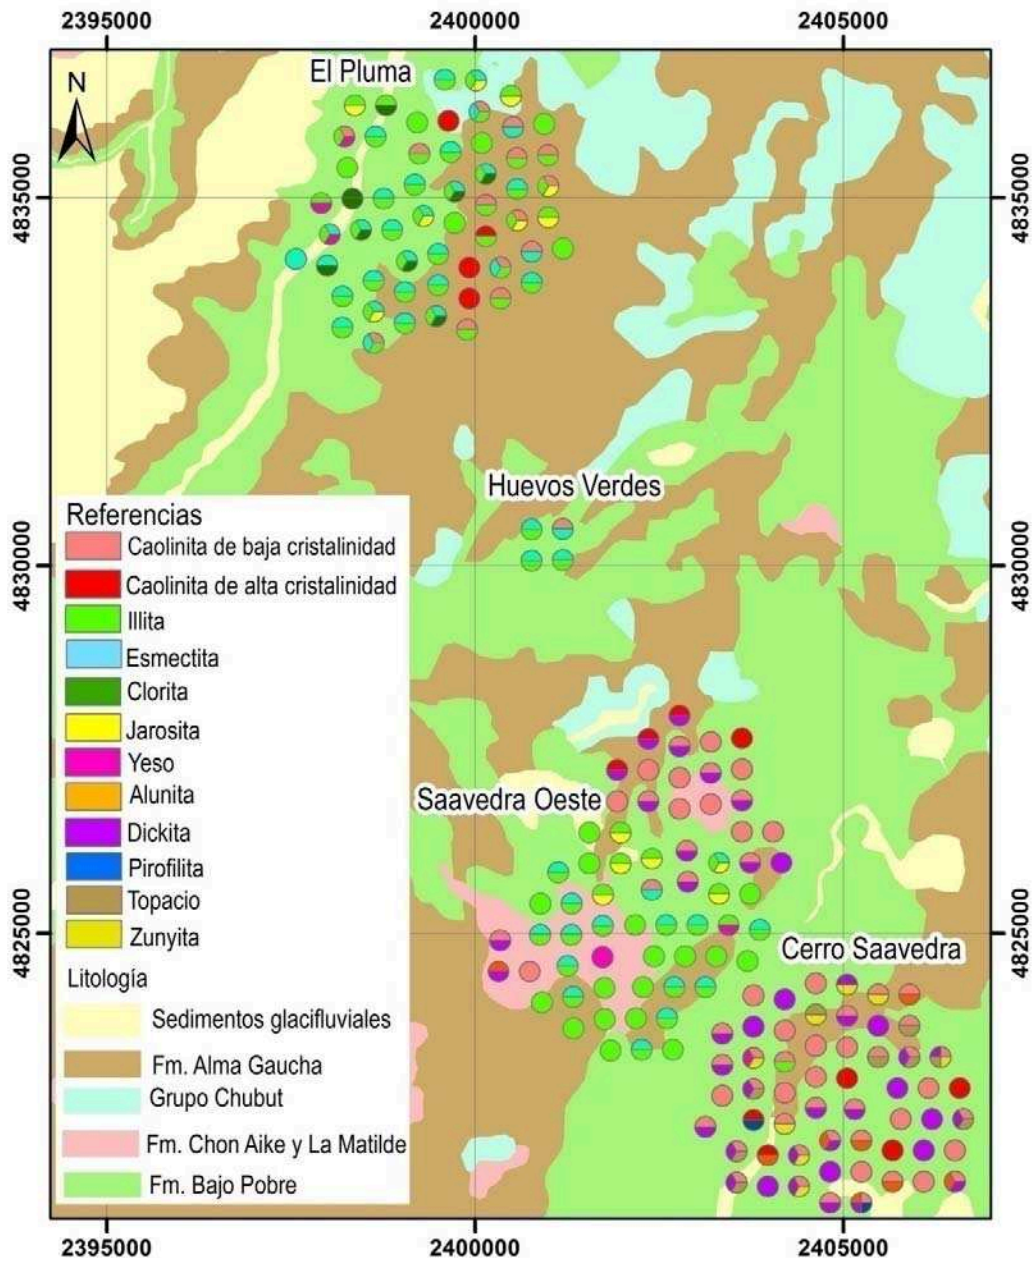 2395000 2400000 2405000
El Pluma
N
4835000 4835000
Huevos Verdes
Referencias
Caolinita de baja cristalinidad
4830000 4830000
Caolinita de alta cristalinidad
Illita
Esmectita
Clorita
Jarosita
Yeso
Alunita
Saavedra Oeste
Dickita
Pirofilita
Topacio
Zunyita
4825000 4825000
Cerro Saavedra
Litología
Sedimentos glacifluviales
Fm. Alma Gaucha
Grupo Chubut
Fm. Chon Aike y La Matilde
Fm. Bajo Pobre
2395000 2400000 2405000